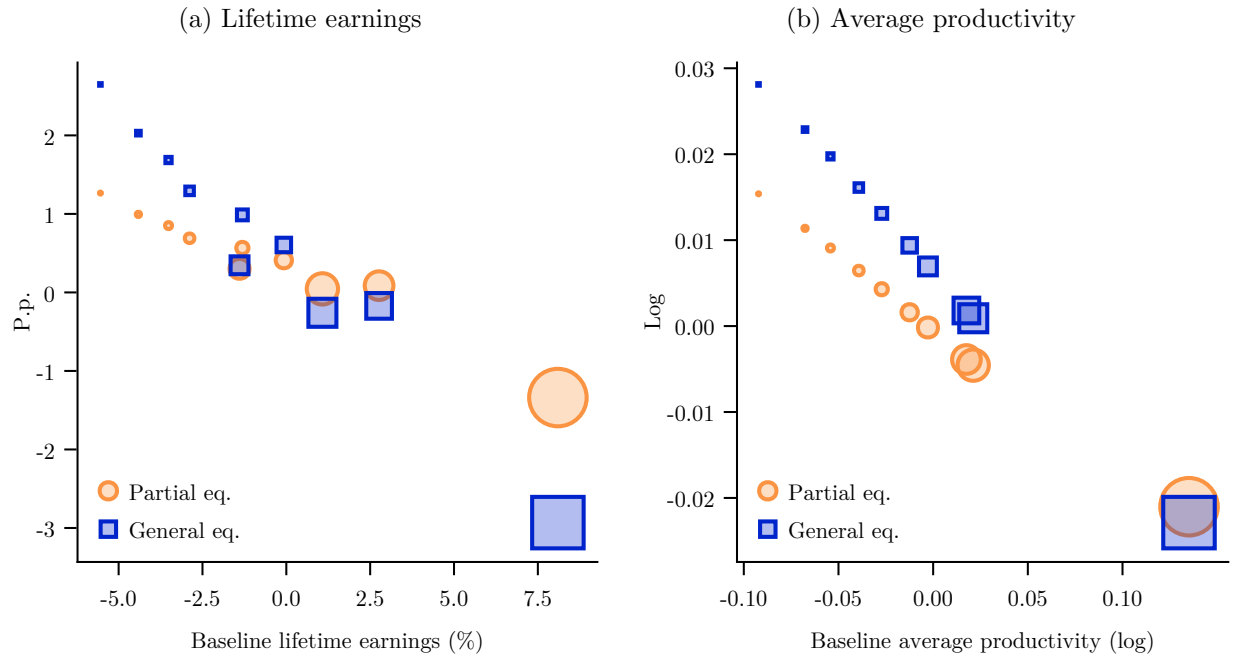 (a) Lifetime earnings
P.p.
2
1
0
-1
-2
-3
Partial eq.
General eq.
-5.0 -2.5 0.0 2.5 5.0 7.5
Baseline lifetime earnings (%)
(b) Average productivity
Log
0.03
0.02
0.01
0.00
-0.01
-0.02
Partial eq.
General eq.
-0.10 -0.05 0.00 0.05 0.10
Baseline average productivity (log)